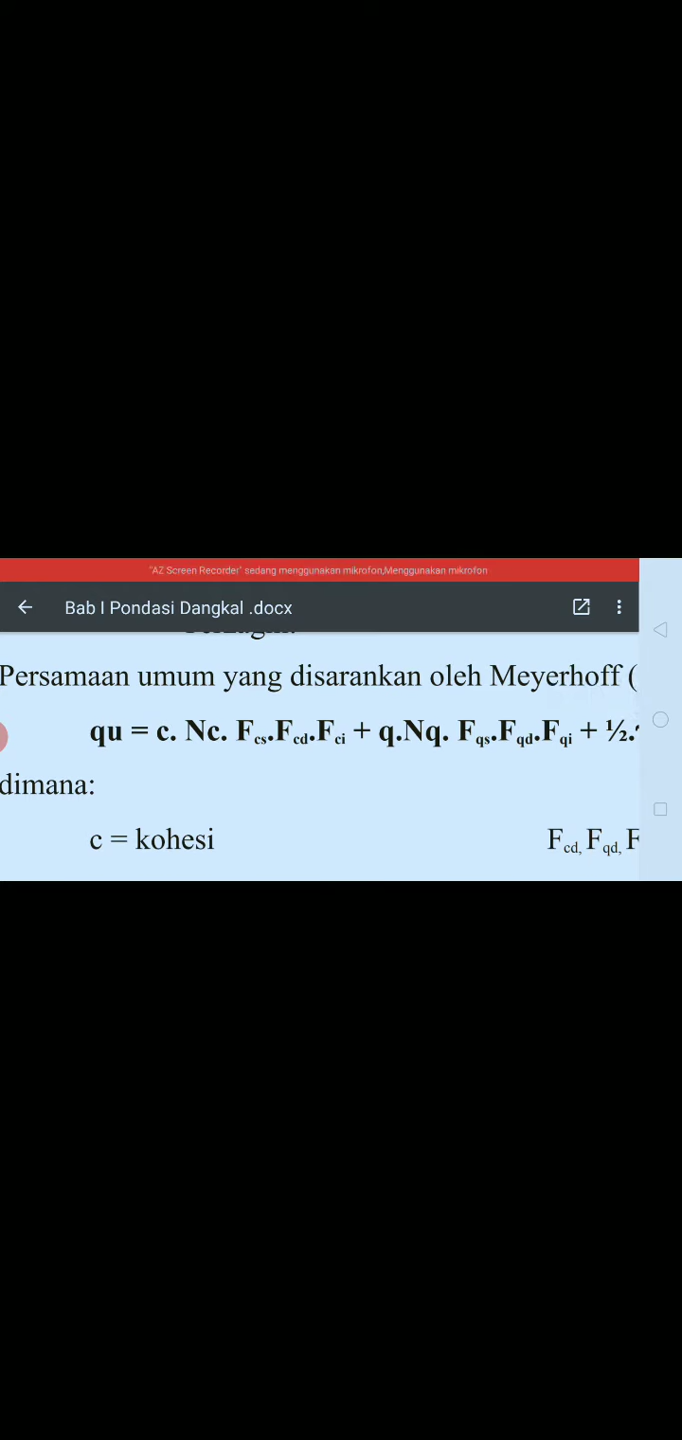 "AZ Screen Recorder" sedang menggunakan mikrofon,Menggunakan mikrofon
Bab I Pondasi Dangkal .docx
Persamaan umum yang disarankan oleh Meyerhoff (
qu = c. Nc. Fcs.Fcd.Fci + q.Nq. Fqs.Fqd.Fqi + ½.
dimana:
c = kohesi Fcd, Fqd, F